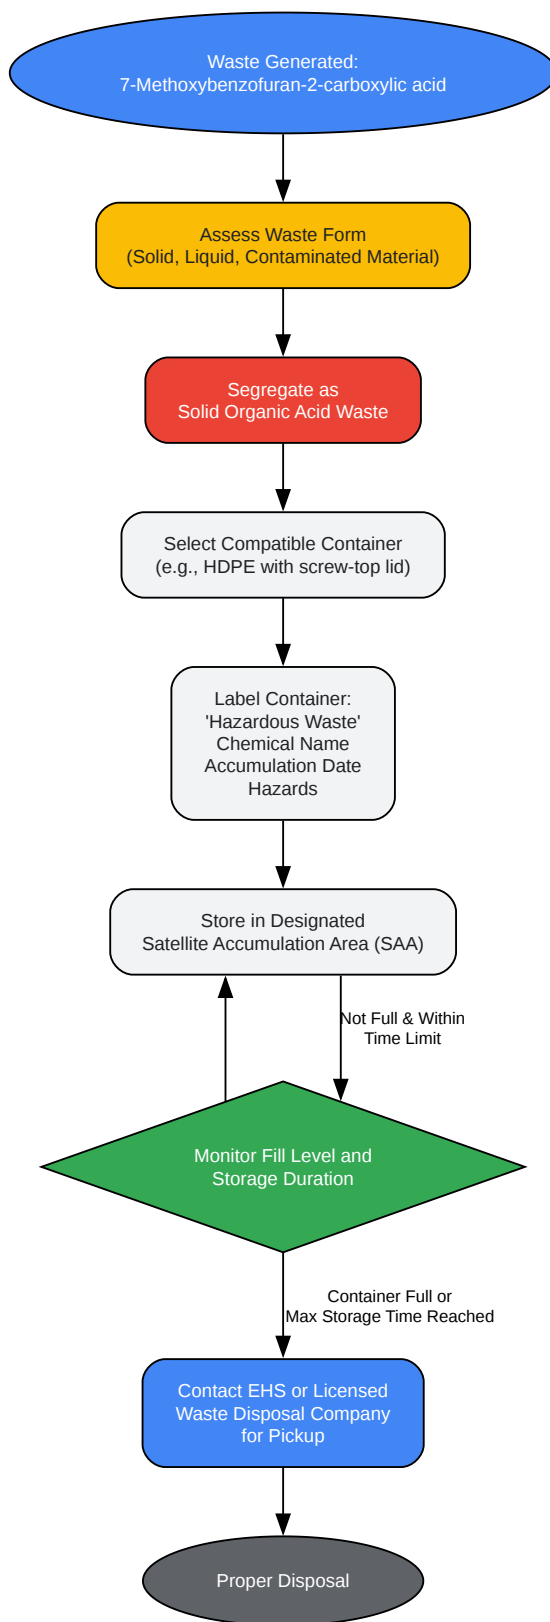 Waste Generated:
7-Methoxybenzofuran-2-carboxylic acid
Assess Waste Form
(Solid, Liquid, Contaminated Material)
Segregate as
Solid Organic Acid Waste
Select Compatible Container
(e.g., HDPE with screw-top lid)
Label Container:
'Hazardous Waste'
Chemical Name
Accumulation Date
Hazards
Store in Designated
Satellite Accumulation Area (SAA)
Not Full & Within
Time Limit
Monitor Fill Level and
Storage Duration
Container Full or
Max Storage Time Reached
Contact EHS or Licensed
Waste Disposal Company
for Pickup
Proper Disposal